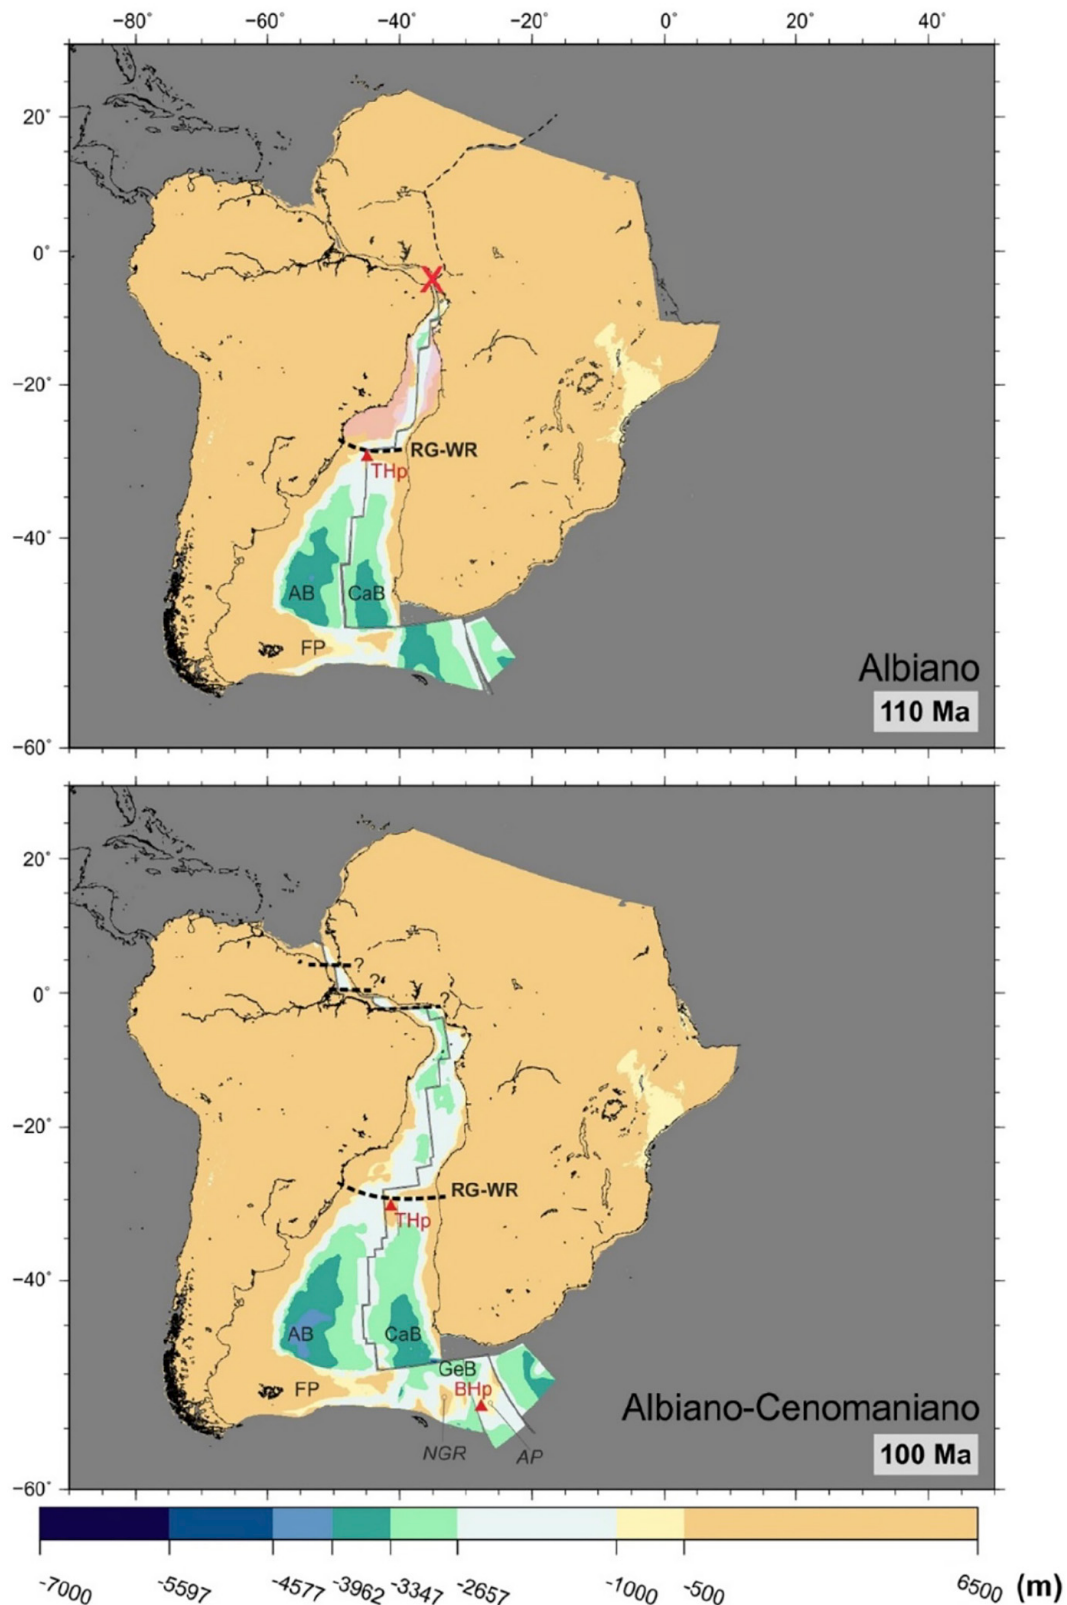 −80° −60° −40° −20° 0° 20° 40°
20°
0°
−20°
−40°
−60°
X
RG-WR
THp
AB CaB
FP
Albiano
110 Ma
20°
0°
−20°
−40°
−60°
?
?
?
RG-WR
THp
AB CaB
GeB
FP BHp
NGR AP
Albiano-Cenomaniano
100 Ma
-7000 -5597 -4577 -3962 -3347 -2657 -1000 -500 6500 (m)